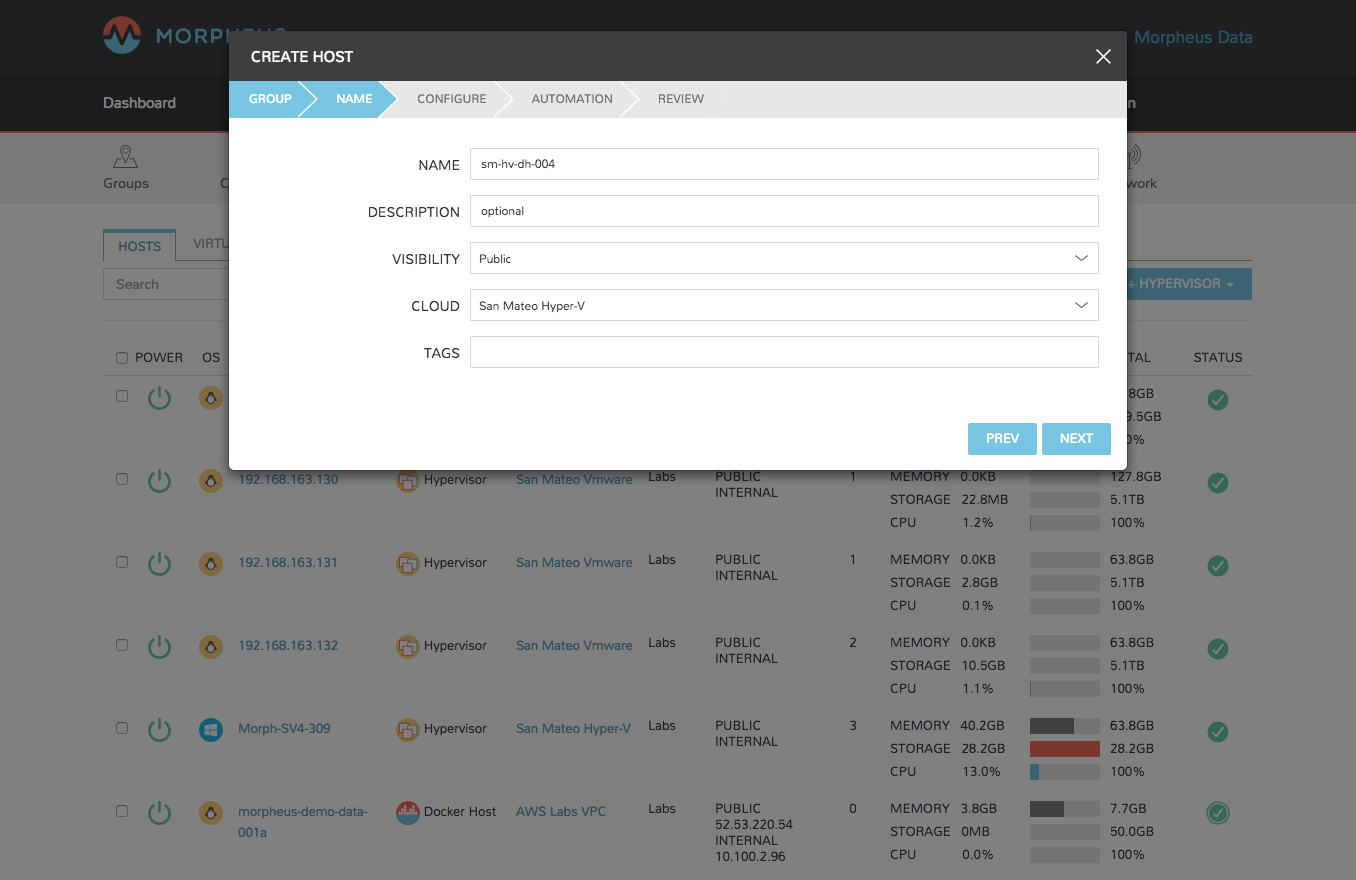 MORPHEUS
Morpheus Data
CREATE HOST
Dashboard
GROUP NAME CONFIGURE AUTOMATION REVIEW
NAME sm-hv-dh-004
DESCRIPTION optional
VISIBILITY Public
CLOUD San Mateo Hyper-V
TAGS
PREV NEXT
Groups
HOSTS
Search
+ HYPERVISOR
POWER OS STATUS
192.168.163.130 Hypervisor San Mateo Vmware Labs PUBLIC 1 MEMORY 0.0KB 127.8GB
INTERNAL STORAGE 22.8MB 5.1TB
CPU 1.2% 100%
192.168.163.131 Hypervisor San Mateo Vmware Labs PUBLIC 1 MEMORY 0.0KB 63.8GB
INTERNAL STORAGE 2.8GB 5.1TB
CPU 0.1% 100%
192.168.163.132 Hypervisor San Mateo Vmware Labs PUBLIC 2 MEMORY 0.0KB 63.8GB
INTERNAL STORAGE 10.5GB 5.1TB
CPU 1.1% 100%
Morph-SV4-309 Hypervisor San Mateo Hyper-V Labs PUBLIC 3 MEMORY 40.2GB 63.8GB
INTERNAL STORAGE 28.2GB 28.2GB
CPU 13.0% 100%
morpheus-demo-data- Docker Host AWS Labs VPC Labs PUBLIC 0 MEMORY 3.8GB 7.7GB
001a 52.53.220.54 STORAGE 0MB 50.0GB
INTERNAL CPU 0.0% 100%
10.100.2.96